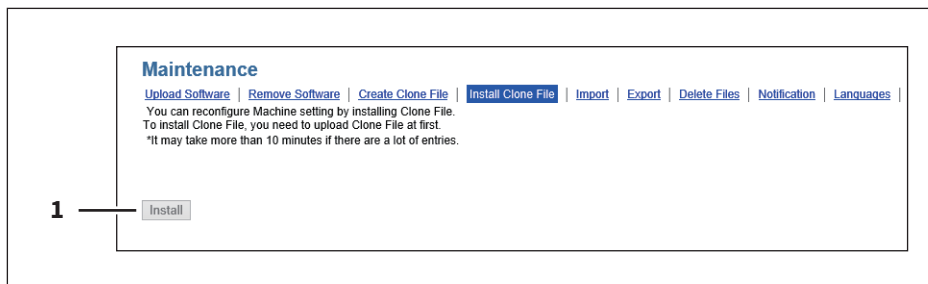 Maintenance
Upload Software | Remove Software | Create Clone File | Install Clone File | Import | Export | Delete Files | Notification | Languages |
You can reconfigure Machine setting by installing Clone File.
To install Clone File, you need to upload Clone File at first.
*It may take more than 10 minutes if there are a lot of entries.
1 Install